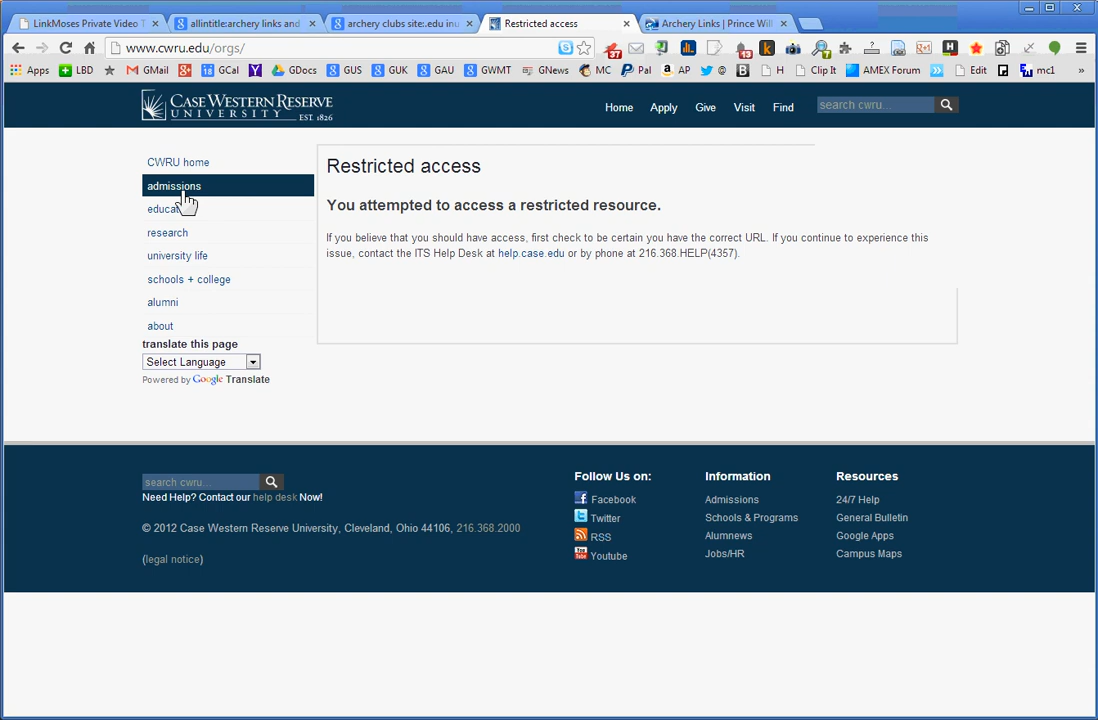 LinkMoses Private Video T
allintitle:archery links and
archery clubs site:.edu inu
Restricted access
Archery Links | Prince Will
www.cwru.edu/orgs/
Apps LBD GMail GCal GDocs GUS GUK GAU GWMT GNews MC Pal AP @ H Clip It AMEX Forum Edit mc1 »
CASE WESTERN RESERVE
UNIVERSITY EST. 1826
Home Apply Give Visit Find search cwru...
CWRU home
admissions
research
university life
schools + college
alumni
about
translate this page
Select Language
Powered by Google Translate
Restricted access
You attempted to access a restricted resource.
If you believe that you should have access, first check to be certain you have the correct URL. If you continue to experience this
issue, contact the ITS Help Desk at help.case.edu or by phone at 216.368.HELP(4357).
search cwru...
Need Help? Contact our help desk Now!
© 2012 Case Western Reserve University, Cleveland, Ohio 44106, 216.368.2000
(legal notice)
Follow Us on:
Facebook
Twitter
RSS
Youtube
Information
Admissions
Schools & Programs
Alumnews
Jobs/HR
Resources
24/7 Help
General Bulletin
Google Apps
Campus Maps